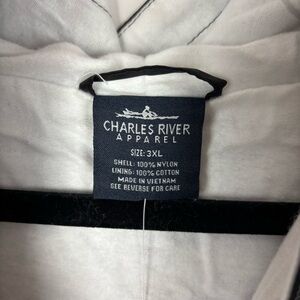 CHARLES RIVER
APPAREL
SIZE: 3XL
SHELL: 100% NYLON
LINING: 100% COTTON
MADE IN VIETNAM
SEE REVERSE FOR CARE